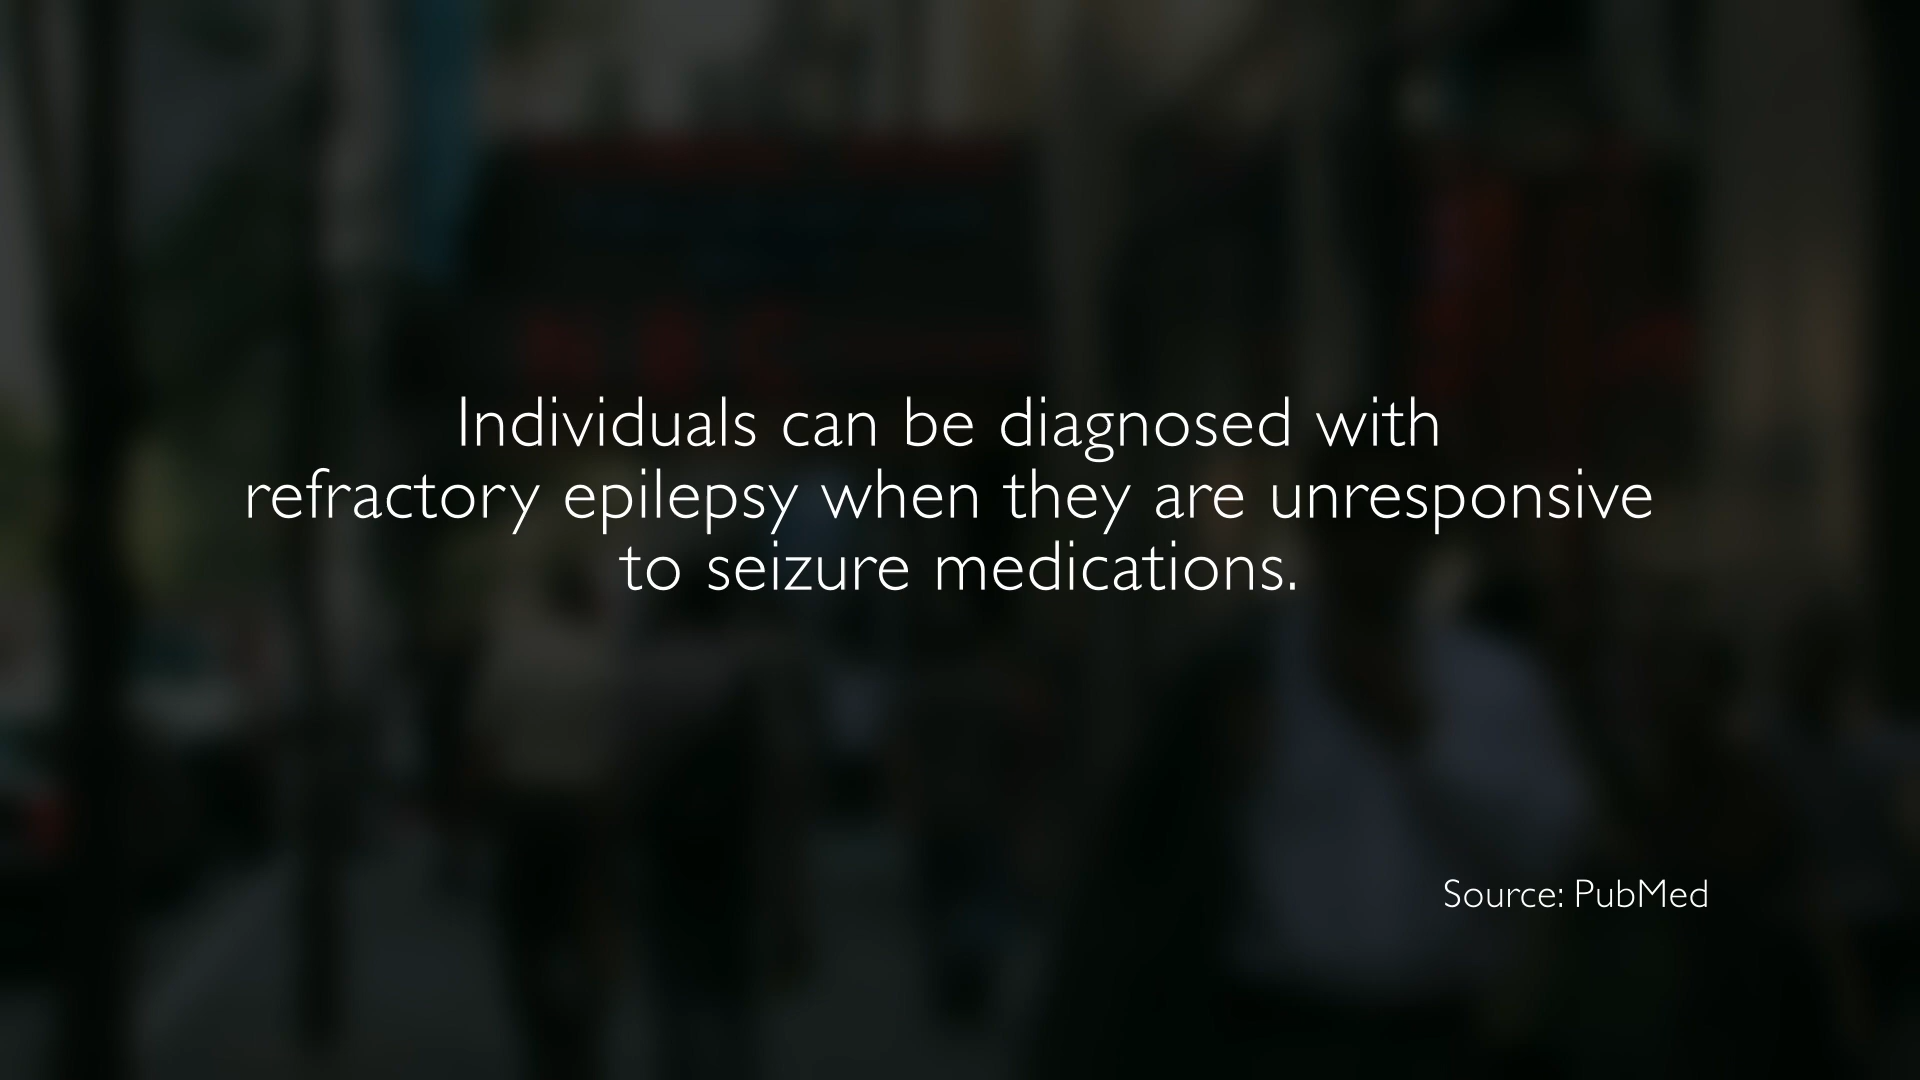 Individuals can be diagnosed with
refractory epilepsy when they are unresponsive
to seizure medications.
Source: PubMed